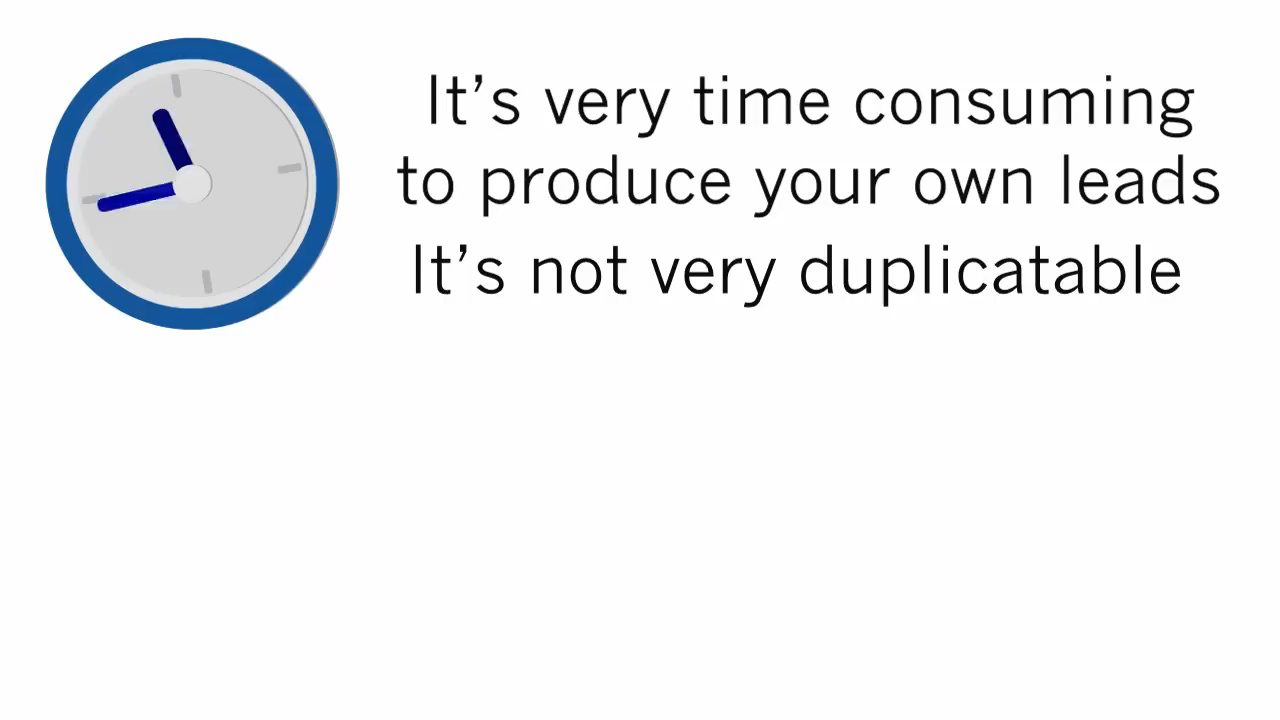 It’s very time consuming
to produce your own leads
It’s not very duplicatable